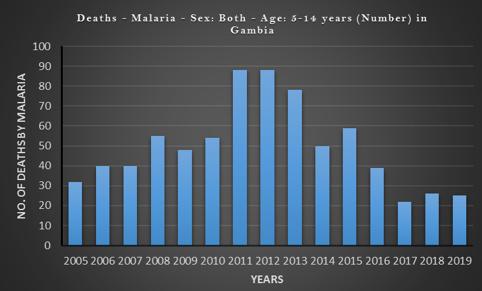 Deaths - Malaria - Sex: Both - Age: 5-14 years (Number) in
Gambia
100
90
80
70
60
50
40
30
20
10
0
NO. OF DEATHSBY MALARIA
2005 2006 2007 2008 2009 2010 2011 2012 2013 2014 2015 2016 2017 2018 2019
YEARS